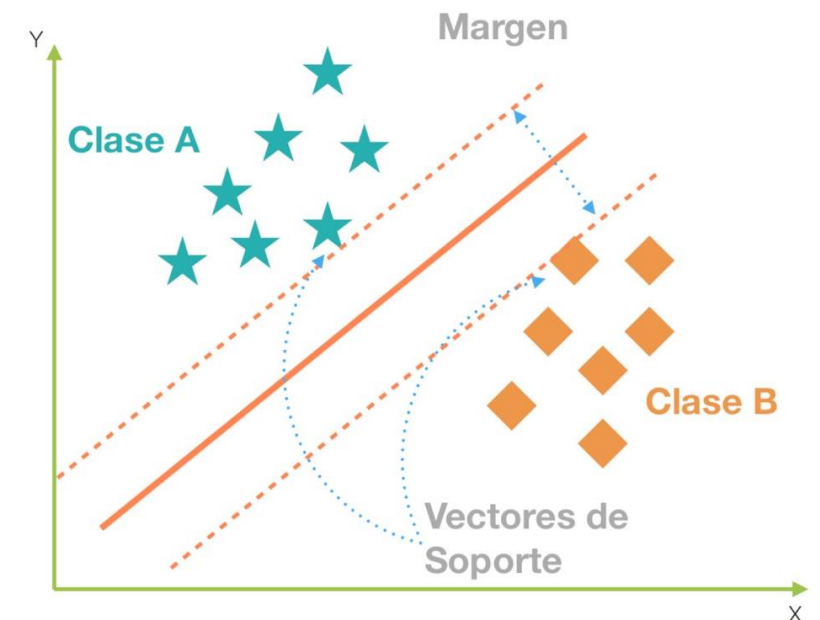 Margen
Y
Clase A
Clase B
Vectores de
Soporte
X